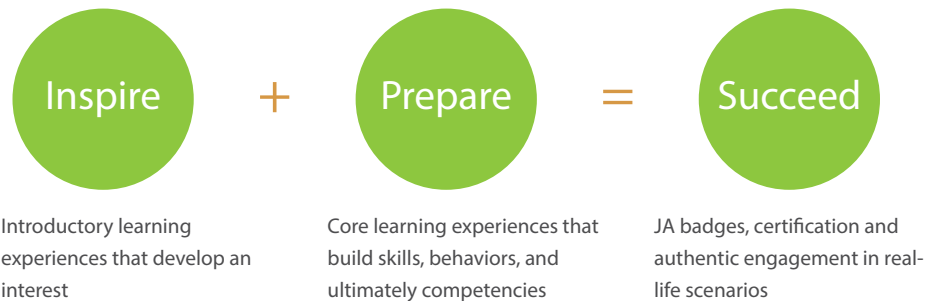 Inspire
+
Prepare
=
Succeed
Introductory learning
experiences that develop an
interest
Core learning experiences that
build skills, behaviors, and
ultimately competencies
JA badges, certification and
authentic engagement in real-
life scenarios